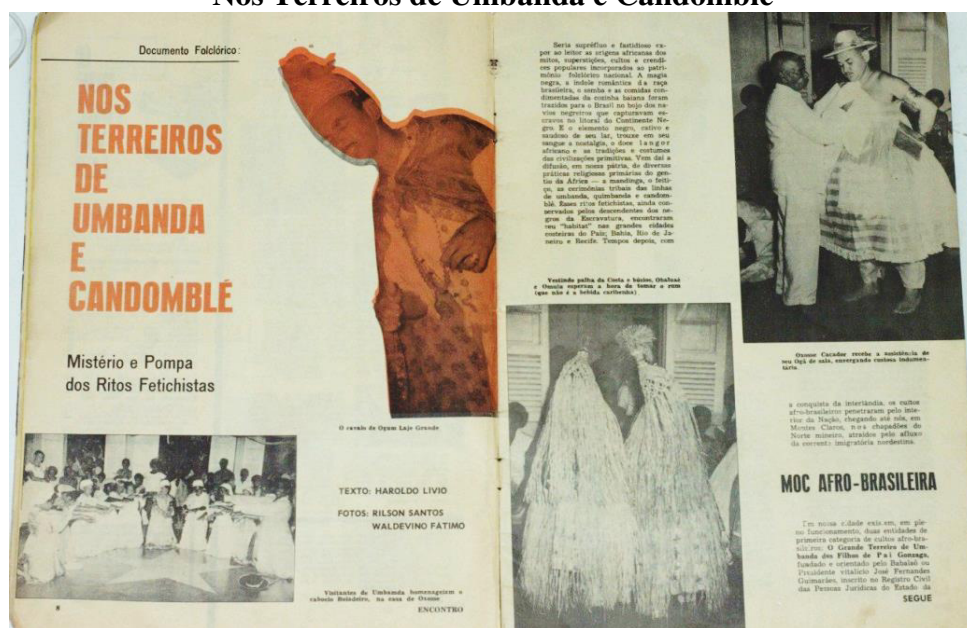 Nos Terreiros de Umbanda e Candomblé
Documento Folclórico:
NOS
TERREIROS
DE
UMBANDA
E
CANDOMBLÉ
Mistério e Pompa
dos Ritos Fetichistas
O cavalo de Ogum Laje Grande
TEXTO: HAROLDO LIVIO
FOTOS: RILSON SANTOS
WALDEVINO FÁTIMO
Visitantes de Umbanda homenageiem o
caboclo Boiadeiro, na casa de Oxosse
8
ENCONTRO
Seria supréfluo e fastidioso ex-
por ao leitor as origens africanas dos
mitos, superstições, cultos e crendi-
ces populares incorporados ao patri-
mônio folclórico nacional. A magia
negra, a índole romântica da raça
brasileira, o samba e as comidas con-
dimentadas da cozinha baiana foram
trazidos para o Brasil no bojo dos na-
vios negreiros que capturavam es-
cravos no litoral do Continente Ne-
gro. E o elemento negro, cativo e
saudoso de seu lar, trouxe em seu
sangue a nostalgia, o doce langor
africano e as tradições e costumes
das civilizações primitivas. Vem daí a
difusão, em nossa pátria, de diversas
práticas religiosas primárias do gen-
tio da África — a mandinga, o feiti-
ço, as cerimônias tribais das linhas
de umbanda, quimbanda e candom-
blé. Esses ritos fetichistas, ainda con-
servados pelos descendentes dos ne-
gros da Escravatura, encontraram
seu "habitat" nas grandes cidades
costeiras do País; Bahia, Rio de Ja-
neiro e Recife. Tempos depois, com
Vestindo palha da Costa e búzios, Obaluaê
e Omulu esperam a hora de tomar o rum
(que não é a bebida caribenha)
Oxosse Caçador recebe a assistência de
seu Ogã de sala, envergando curiosa indumen-
tária.
a conquista da interlândia, os cultos
afro-brasileiros penetraram pelo inte-
rior da Nação, chegando até nós, em
Montes Claros, nos chapadões do
Norte mineiro, atraídos pelo afluxo
da corrente imigratória nordestina.
MOC AFRO-BRASILEIRA
Em nossa cidade existem, em ple-
no funcionamento, duas entidades de
primeira categoria de cultos afro-bra-
sileiros: O Grande Terreiro de Um-
banda dos Filhos de Pai Gonzaga,
fundado e orientado pelo Babalaô ou
Presidente vitalício José Fernandes
Guimarães, inscrito no Registro Civil
das Pessoas Jurídicas do Estado da
SEGUE